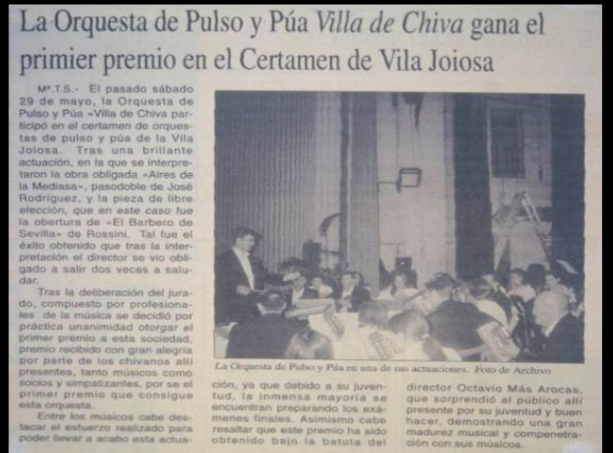 La Orquesta de Pulso y Púa Villa de Chiva gana el
primier premio en el Certamen de Vila Joiosa
Mª.T.S.- El pasado sábado
29 de mayo, la Orquesta de
Pulso y Púa «Villa de Chiva par-
ticipó en el certamen de orques-
tas de pulso y púa de la Vila
Joiosa. Tras una brillante
actuación, en la que se interpre-
taron la obra obligada «Aires de
la Mediasa», pasodoble de José
Rodríguez, y la pieza de libre
elección, que en este caso fue
la obertura de «El Barbero de
Sevilla» de Rossini. Tal fue el
éxito obtenido que tras la inter-
pretación el director se vio obli-
gado a salir dos veces a salu-
dar.
Tras la deliberación del jura-
do, compuesto por profesiona-
les de la música se decidió por
práctica unanimidad otorgar el
primer premio a esta sociedad,
premio recibido con gran alegria
por parte de los chivanos allí
presentes, tanto músicos como
socios y simpatizantes, por se el
primer premio que consigue
esta orquesta.
Entre los músicos cabe des-
tacar el esfuerzo realizado para
poder llevar a acabo esta actua-
La Orquesta de Pulso y Púa en una de sus actuaciones. Foto de Archivo
ción, ya que debido a su juven-
tud, la inmensa mayoría se
encuentran preparando los exá-
menes finales. Asimismo cabe
resaltar que este premio ha sido
obtenido bajo la batuta del
director Octavio Más Arocas,
que sorprendió al público allí
presente por su juventud y buen
hacer, demostrando una gran
madurez musical y compenetra-
ción con sus músicos.